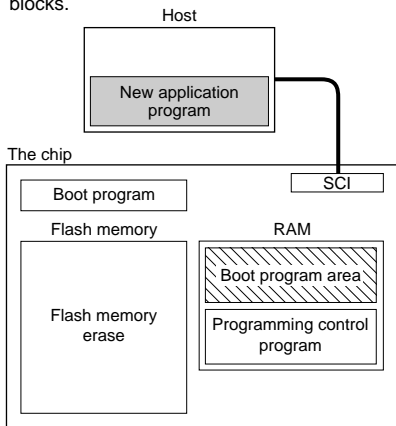 blocks.
Host
New application
program
The chip
SCI
Boot program
Flash memory
RAM
Boot program area
Flash memory
erase
Programming control
program